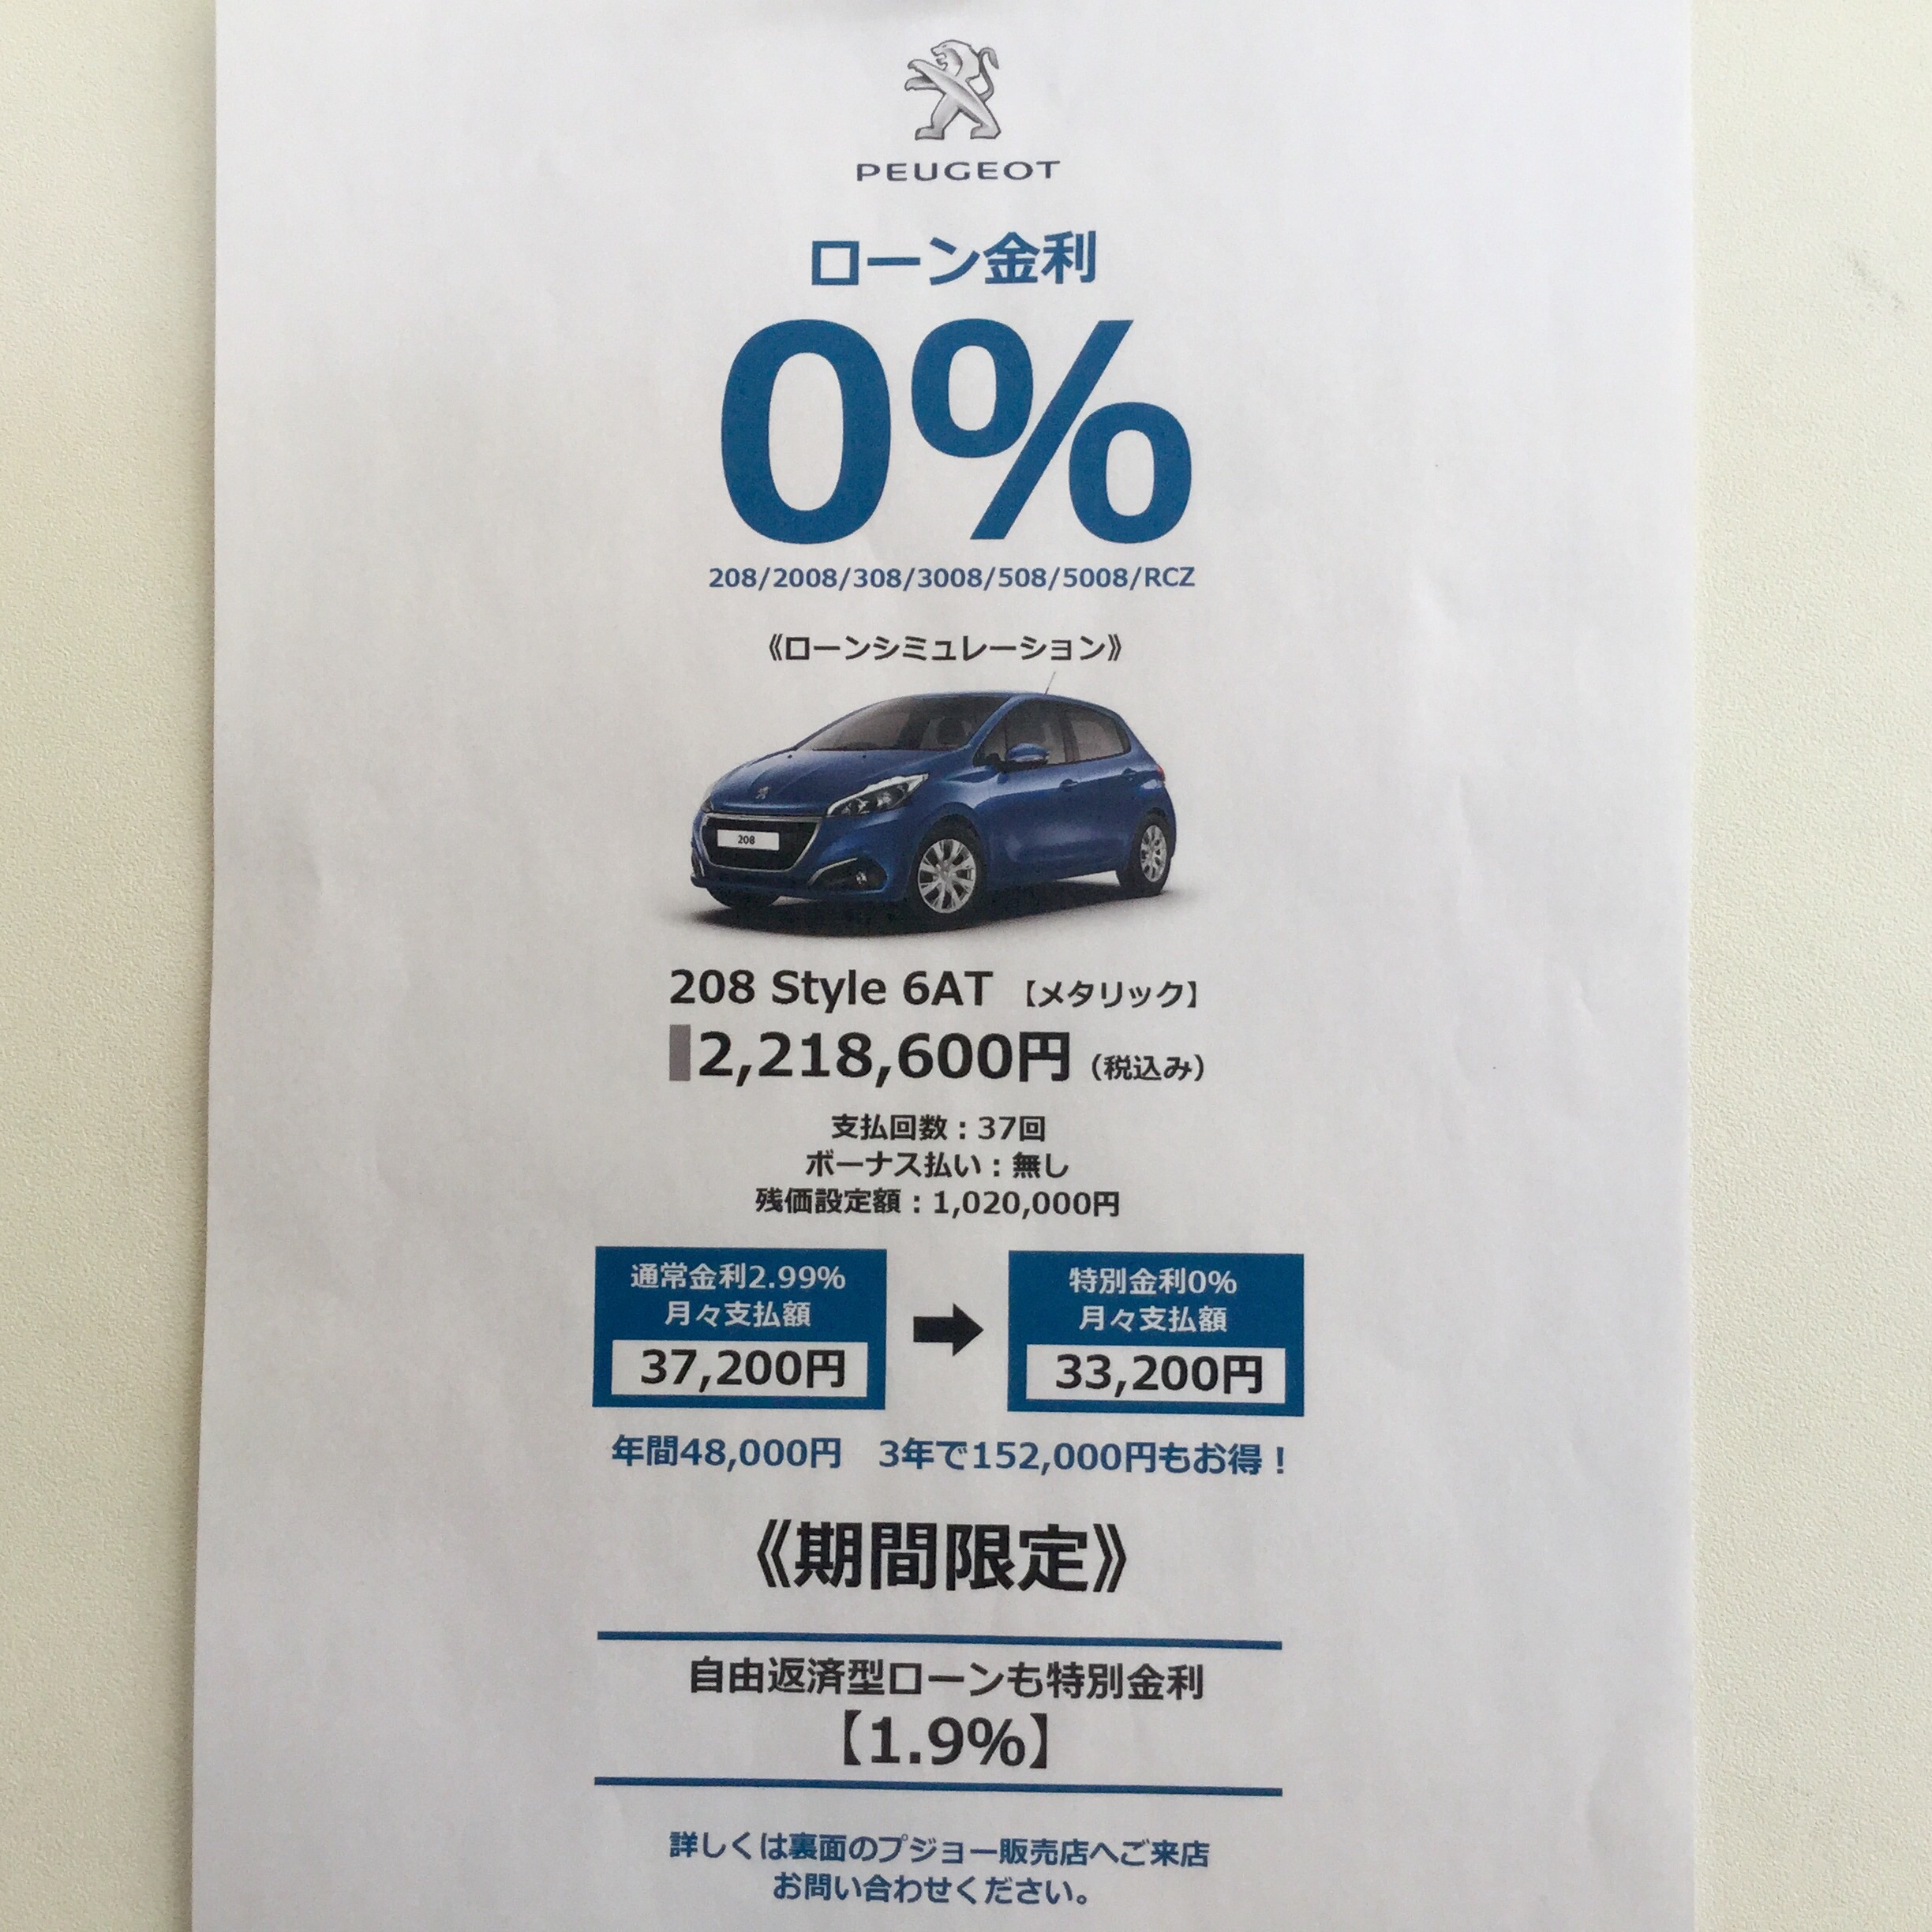 PEUGEOT
ローン金利
0%
208/2008/308/3008/508/5008/RCZ
《ローンシミュレーション》
208
208 Style 6AT 【メタリック】
2,218,600円（税込み）
支払回数：37回
ボーナス払い：無し
残価設定額：1,020,000円
通常金利2.99%
月々支払額
37,200円
特別金利0%
月々支払額
33,200円
年間48,000円　3年で152,000円もお得！
《期間限定》
自由返済型ローンも特別金利
【1.9%】
詳しくは裏面のプジョー販売店へご来店
お問い合わせください。